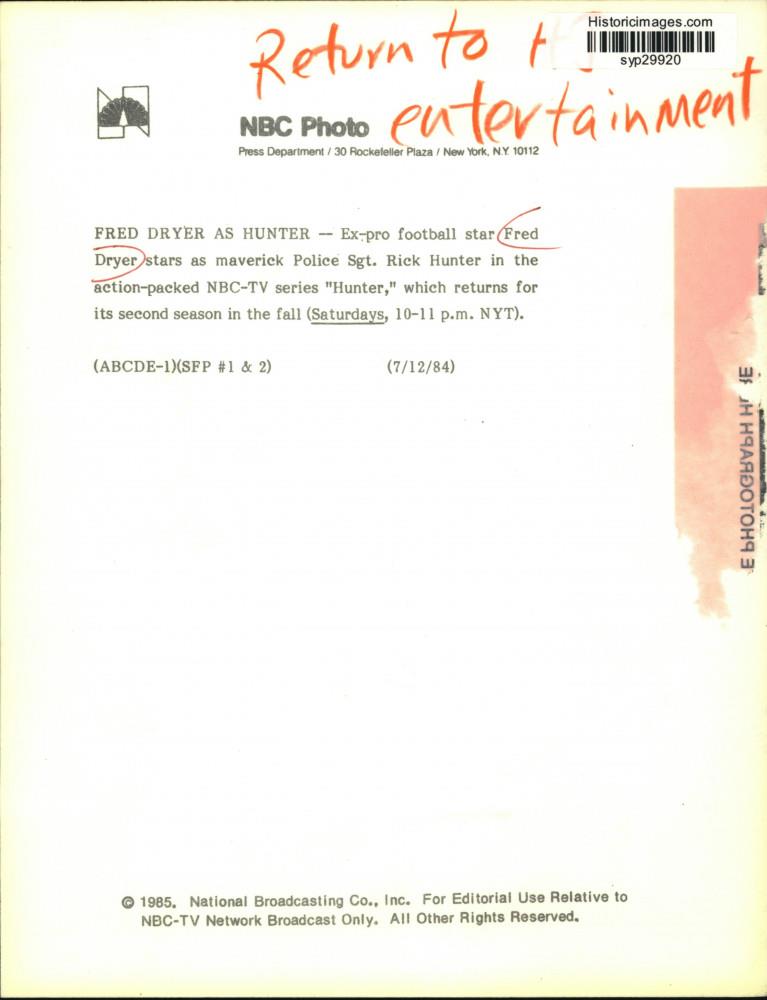 Return to
Historicimages.com
syp29920
entertainment
NBC Photo
Press Department / 30 Rockefeller Plaza / New York, N.Y. 10112
FRED DRYER AS HUNTER -- Ex-pro football star Fred
Dryer stars as maverick Police Sgt. Rick Hunter in the
action-packed NBC-TV series "Hunter," which returns for
its second season in the fall (Saturdays, 10-11 p.m. NYT).
(ABCDE-1)(SFP #1 & 2) (7/12/84)
E PHOTOGRAPH
© 1985. National Broadcasting Co., Inc. For Editorial Use Relative to
NBC-TV Network Broadcast Only. All Other Rights Reserved.